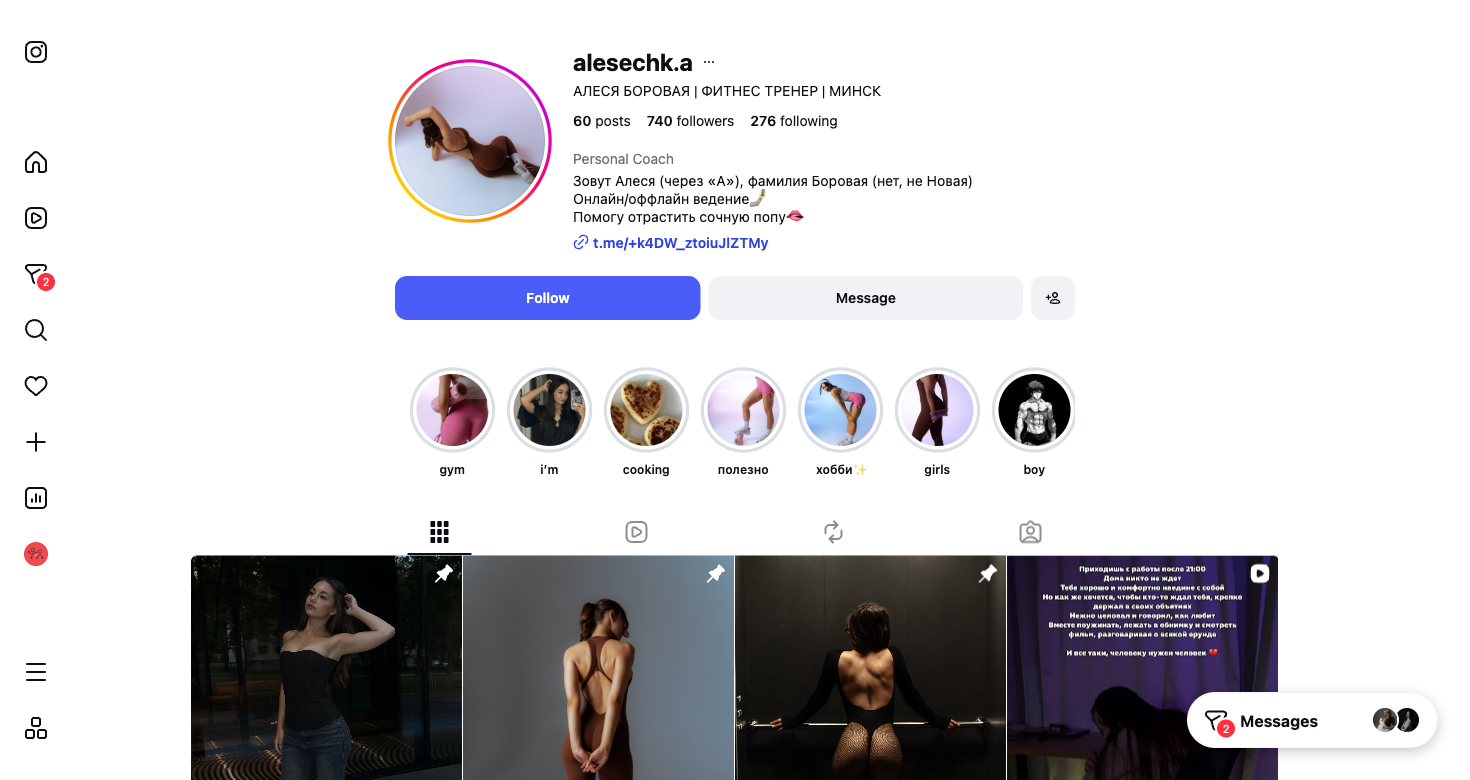 alesechk.a ...
АЛЕСЯ БОРОВАЯ | ФИТНЕС ТРЕНЕР | МИНСК
60 posts 740 followers 276 following
Personal Coach
Зовут Алеся (через «А»), фамилия Боровая (нет, не Новая)
Онлайн/оффлайн ведение🤳
Помогу отрастить сочную попу🫦
t.me/+k4DW_ztoiuJlZTMy
Follow
Message
2
gym
i'm
cooking
полезно
хобби✨
girls
boy
Приходишь с работы после 21:00
Дома никто не ждет
Тебе хорошо и комфортно наедине с собой
Но как же хочется, чтобы кто-то ждал тебя, крепко
держал в своих объятиях
Нежно целовал и говорил, как любит
Вместе поужинать, лежать в обнимку и смотреть
фильм, разговаривая о всякой ерунде
И все таки, человеку нужен человек 💔
2
Messages